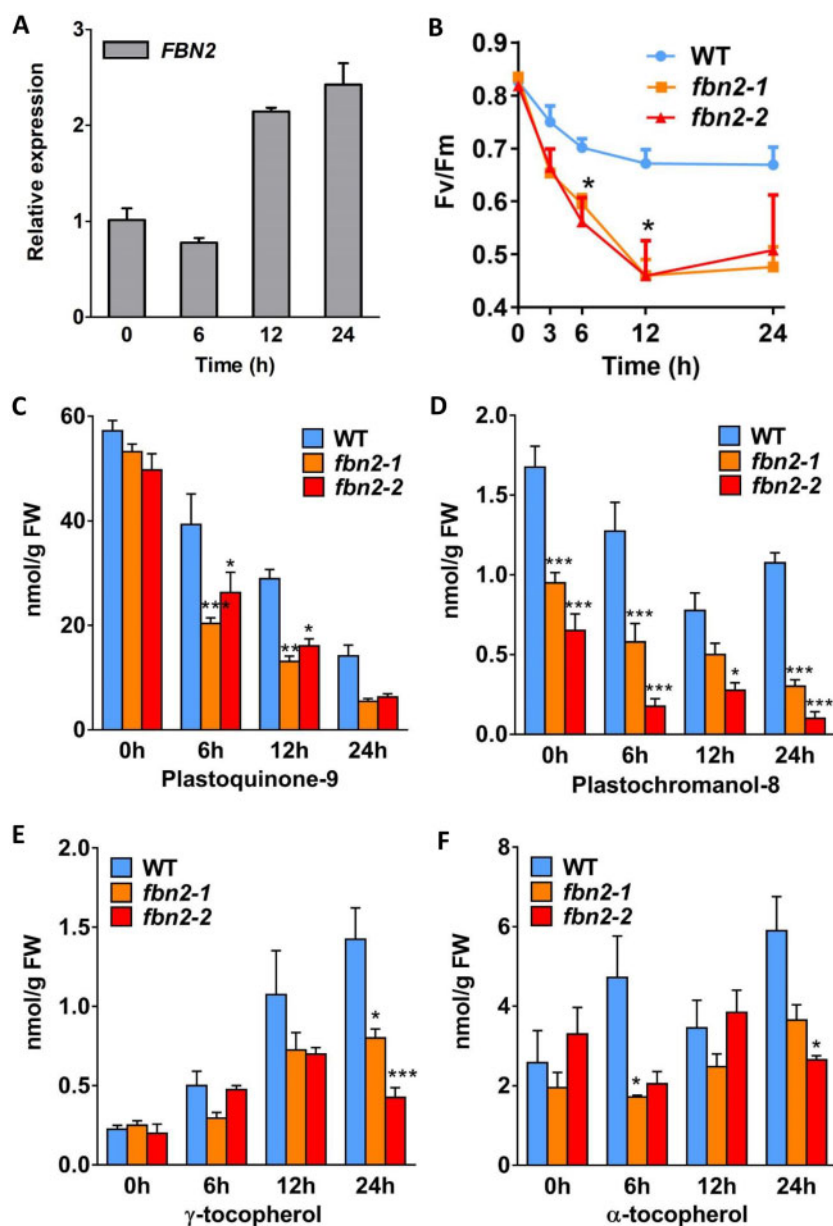 A
FBN2
Relative expression
3
2
1
0
0 6 12 24
Time (h)
B
WT
fbn2-1
fbn2-2
Fv/Fm
0.9
0.8
0.7
0.6
0.5
0.4
*
*
0 3 6 12 24
Time (h)
C
WT
fbn2-1
fbn2-2
nmol/g FW
60
40
20
0
*** *
** *
0h 6h 12h 24h
Plastoquinone-9
D
WT
fbn2-1
fbn2-2
nmol/g FW
2.0
1.5
1.0
0.5
0.0
*** ***
*** ***
*
*** ***
0h 6h 12h 24h
Plastochromanol-8
E
WT
fbn2-1
fbn2-2
nmol/g FW
2.0
1.5
1.0
0.5
0.0
* ***
0h 6h 12h 24h
γ-tocopherol
F
WT
fbn2-1
fbn2-2
nmol/g FW
8
6
4
2
0
*
*
0h 6h 12h 24h
α-tocopherol